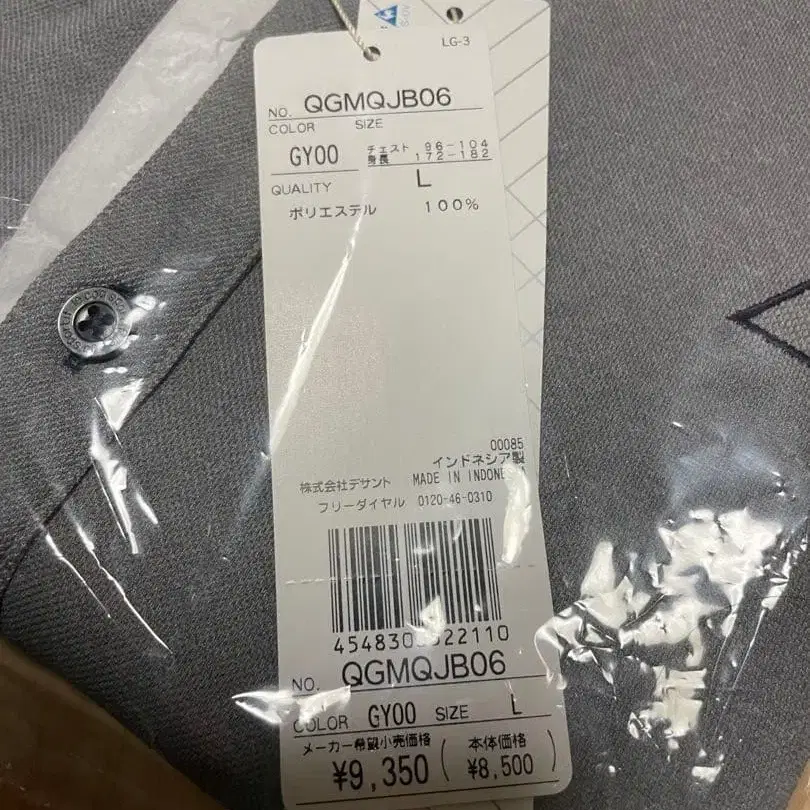 LG-3
NO. QGMQJB06
COLOR SIZE
GY00 チェスト 96-104
身長 172-182
L
QUALITY
ポリエステル 100%
00085
インドネシア製
株式会社デサント MADE IN
フリーダイヤル 0120-46-0310
NO. QGMQJB06
COLOR GY00 SIZE L
メーカー希望小売価格 (本体価格
¥9,350 ¥8,500)